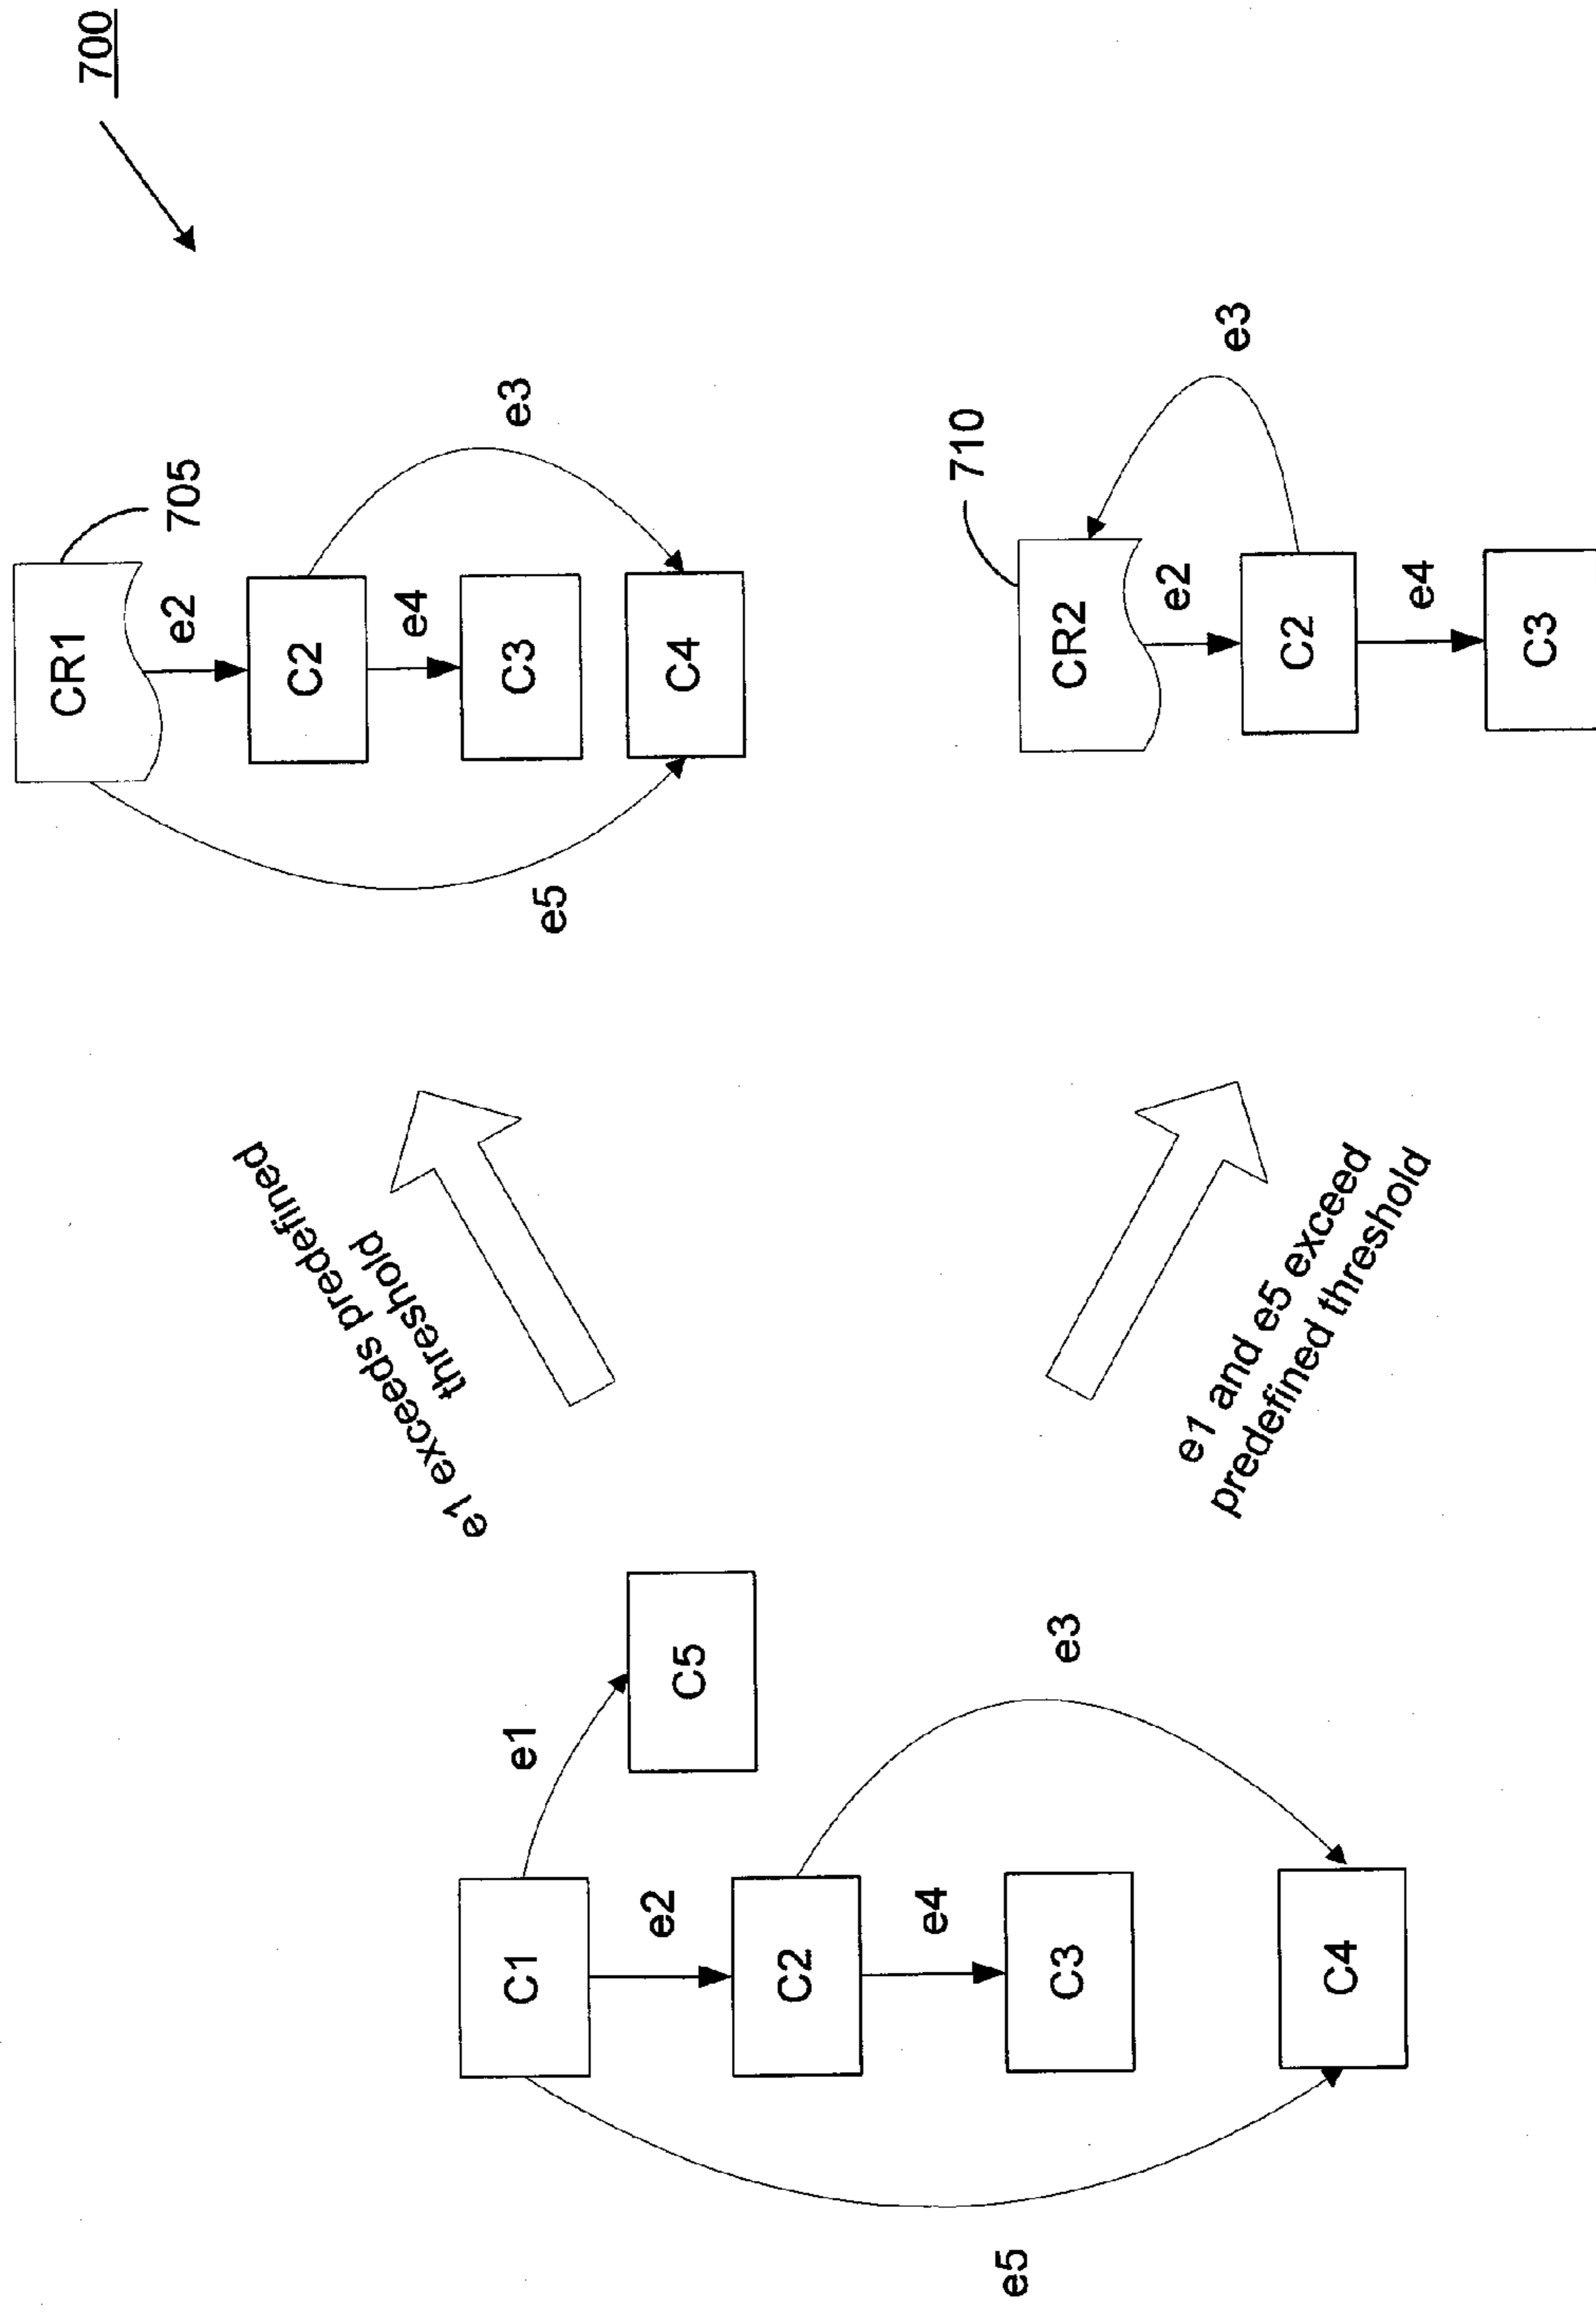 700
C1
e1
C5
e2
C2
e4
C3
e3
C4
e5
e1 exceeds predefined
threshold
e1 and e5 exceed
predefined threshold
CR1
705
e2
C2
e4
C3
e3
C4
e5
710
CR2
e2
C2
e3
e4
C3